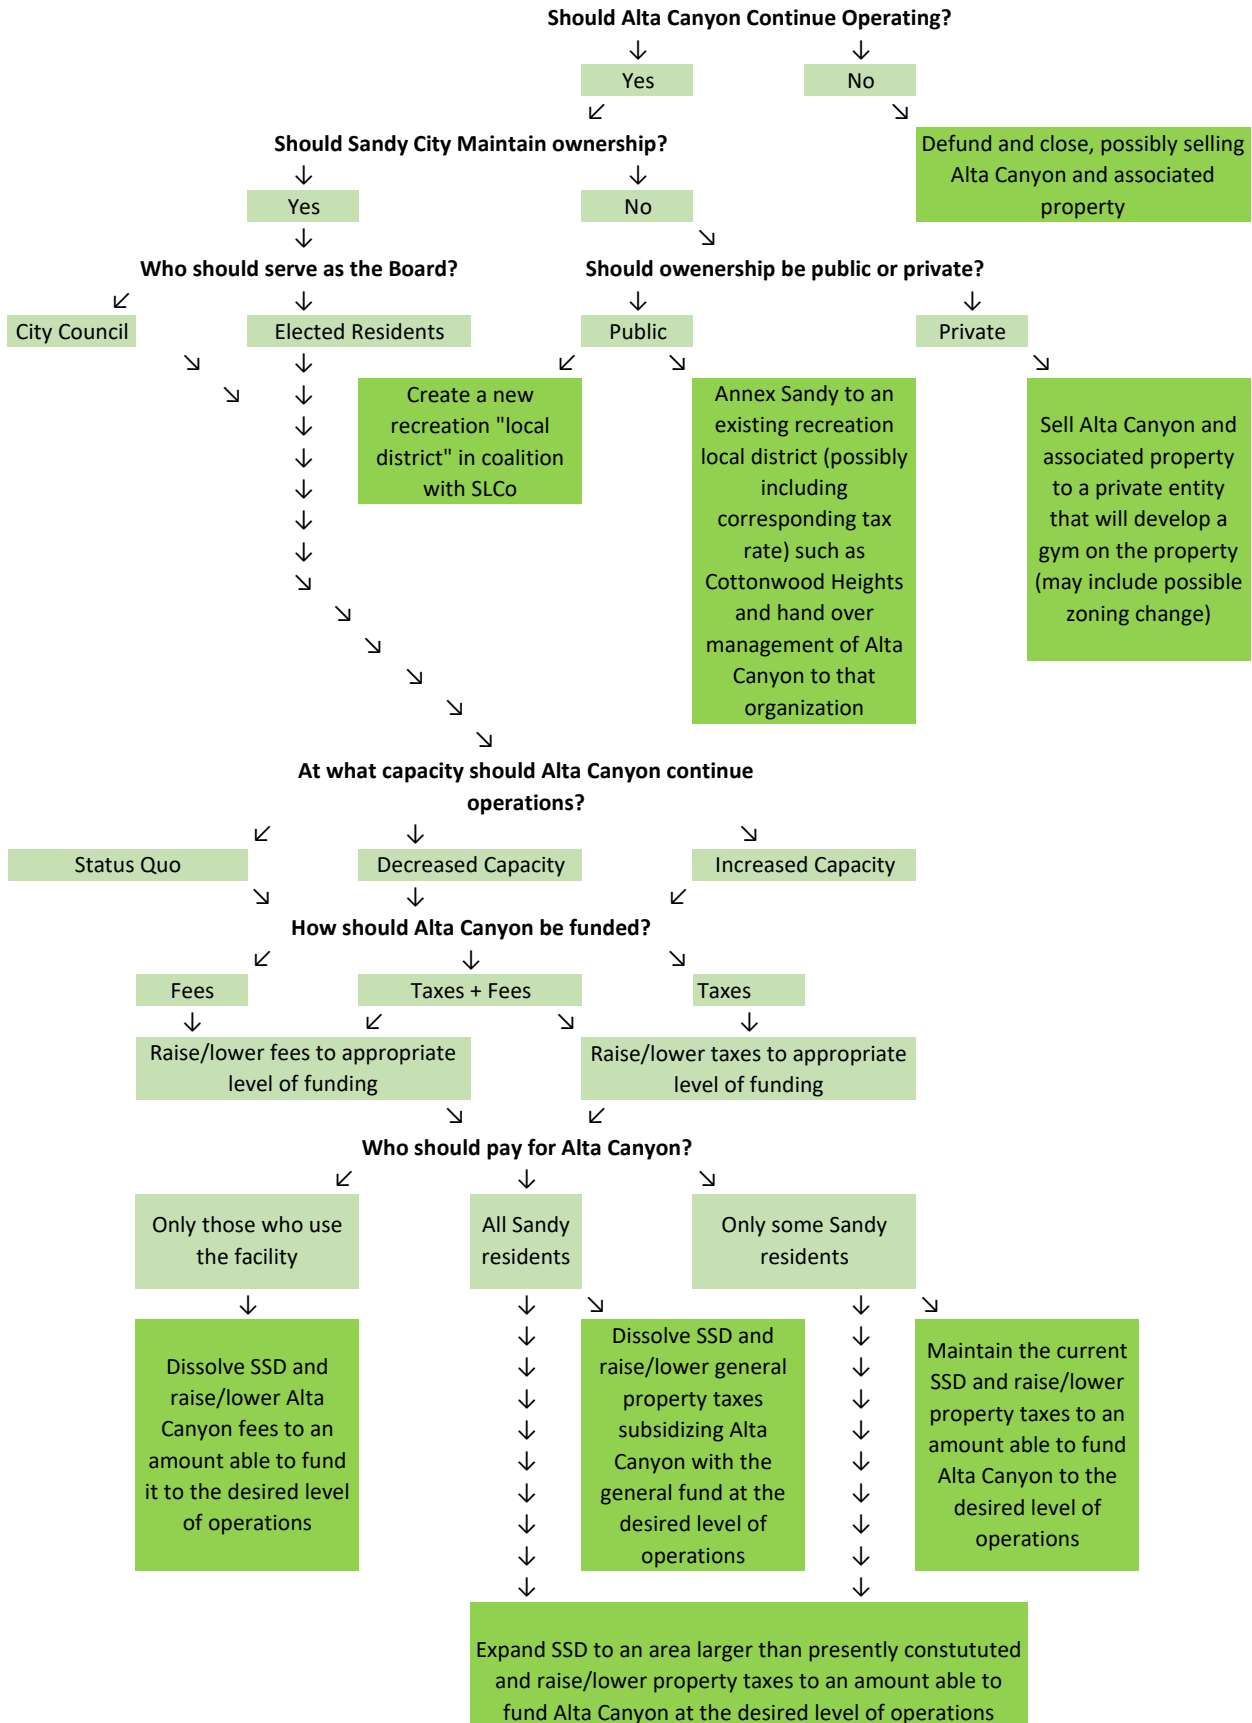 Should Alta Canyon Continue Operating?
Yes
No
Should Sandy City Maintain ownership?
Defund and close, possibly selling
Alta Canyon and associated
property
Yes
No
Who should serve as the Board?
Should owenership be public or private?
City Council
Elected Residents
Public
Private
Create a new
recreation "local
district" in coalition
with SLCo
Annex Sandy to an
existing recreation
local district (possibly
including
corresponding tax
rate) such as
Cottonwood Heights
and hand over
management of Alta
Canyon to that
organization
Sell Alta Canyon and
associated property
to a private entity
that will develop a
gym on the property
(may include possible
zoning change)
At what capacity should Alta Canyon continue
operations?
Status Quo
Decreased Capacity
Increased Capacity
How should Alta Canyon be funded?
Fees
Taxes + Fees
Taxes
Raise/lower fees to appropriate
level of funding
Raise/lower taxes to appropriate
level of funding
Who should pay for Alta Canyon?
Only those who use
the facility
All Sandy
residents
Only some Sandy
residents
Dissolve SSD and
raise/lower Alta
Canyon fees to an
amount able to fund
it to the desired level
of operations
Dissolve SSD and
raise/lower general
property taxes
subsidizing Alta
Canyon with the
general fund at the
desired level of
operations
Maintain the current
SSD and raise/lower
property taxes to an
amount able to fund
Alta Canyon to the
desired level of
operations
Expand SSD to an area larger than presently constututed
and raise/lower property taxes to an amount able to
fund Alta Canyon at the desired level of operations